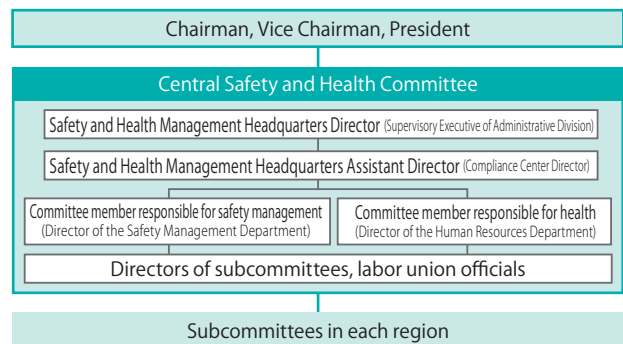 Chairman, Vice Chairman, President
Central Safety and Health Committee
Safety and Health Management Headquarters Director (Supervisory Executive of Administrative Division)
Safety and Health Management Headquarters Assistant Director (Compliance Center Director)
Committee member responsible for safety management
(Director of the Safety Management Department)
Committee member responsible for health
(Director of the Human Resources Department)
Directors of subcommittees, labor union officials
Subcommittees in each region